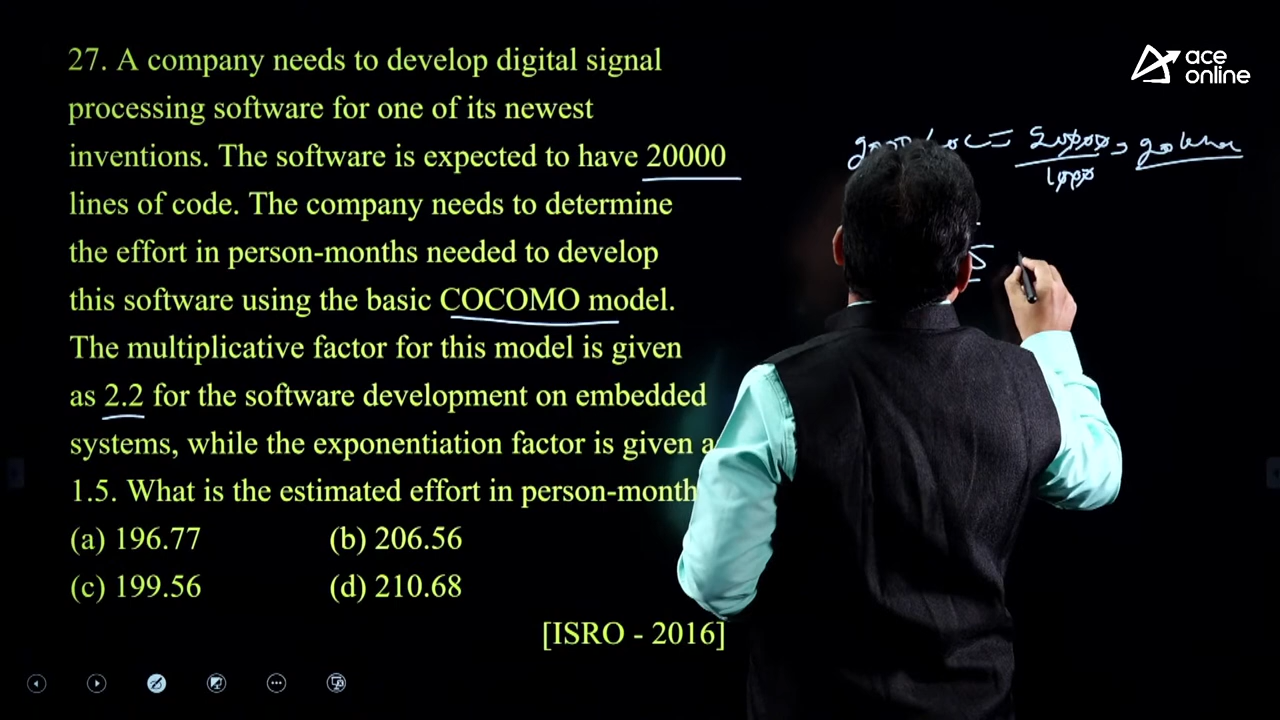 27. A company needs to develop digital signal
processing software for one of its newest
inventions. The software is expected to have 20000
lines of code. The company needs to determine
the effort in person-months needed to develop
this software using the basic COCOMO model.
The multiplicative factor for this model is given
as 2.2 for the software development on embedded
systems, while the exponentiation factor is given
1.5. What is the estimated effort in
(a) 196.77 (b) 206.56
(c) 199.56 (d) 210.68
[ISRO - 2016]
ace
online
= 20000
1000
5